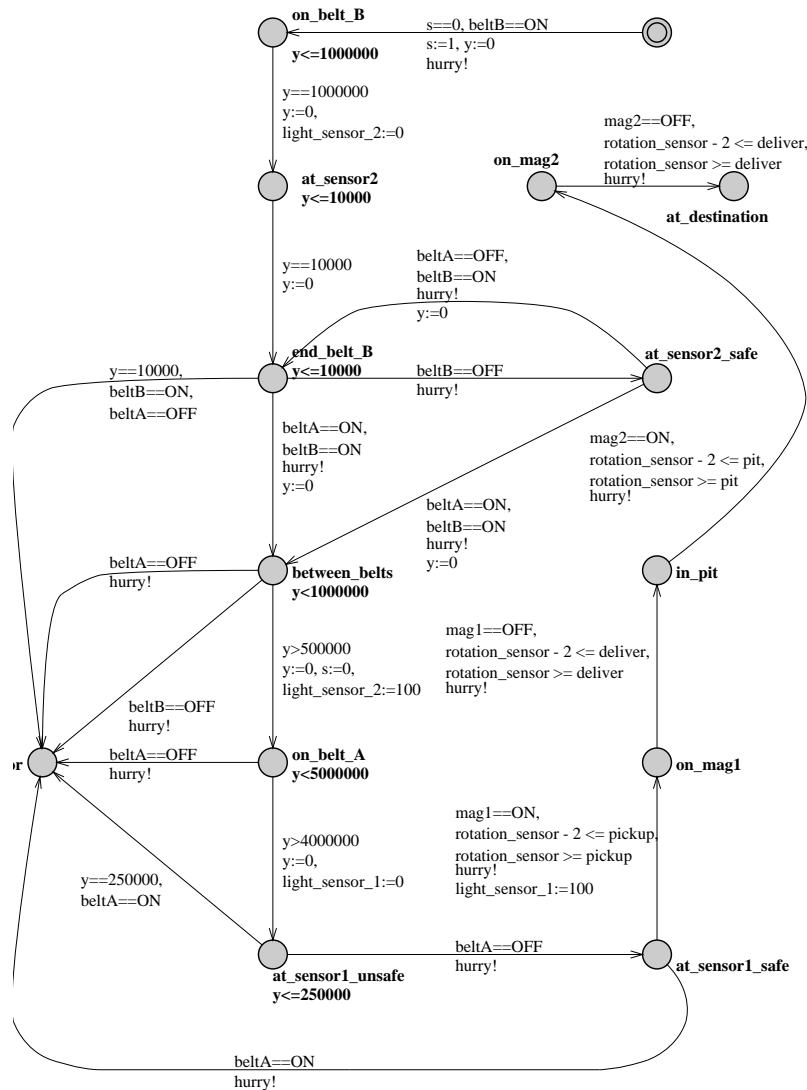 on_belt_B
y<=1000000
s==0, beltB==ON
s:=1, y:=0
hurry!
y==1000000
y:=0,
light_sensor_2:=0
mag2==OFF,
rotation_sensor - 2 <= deliver,
rotation_sensor >= deliver
hurry!
on_mag2
at_destination
at_sensor2
y<=10000
y==10000
y:=0
beltA==OFF,
beltB==ON
hurry!
y:=0
end_belt_B
y<=10000
at_sensor2_safe
y==10000,
beltB==ON,
beltA==OFF
beltB==OFF
hurry!
beltA==ON,
beltB==ON
hurry!
y:=0
mag2==ON,
rotation_sensor - 2 <= pit,
rotation_sensor >= pit
hurry!
beltA==ON,
beltB==ON
hurry!
y:=0
beltA==OFF
hurry!
between_belts
y<1000000
in_pit
y>500000
y:=0, s:=0,
light_sensor_2:=100
mag1==OFF,
rotation_sensor - 2 <= deliver,
rotation_sensor >= deliver
hurry!
beltB==OFF
hurry!
or
beltA==OFF
hurry!
on_belt_A
y<5000000
on_mag1
y>4000000
y:=0,
light_sensor_1:=0
mag1==ON,
rotation_sensor - 2 <= pickup,
rotation_sensor >= pickup
hurry!
light_sensor_1:=100
y==250000,
beltA==ON
beltA==OFF
hurry!
at_sensor1_unsafe
y<=250000
at_sensor1_safe
beltA==ON
hurry!